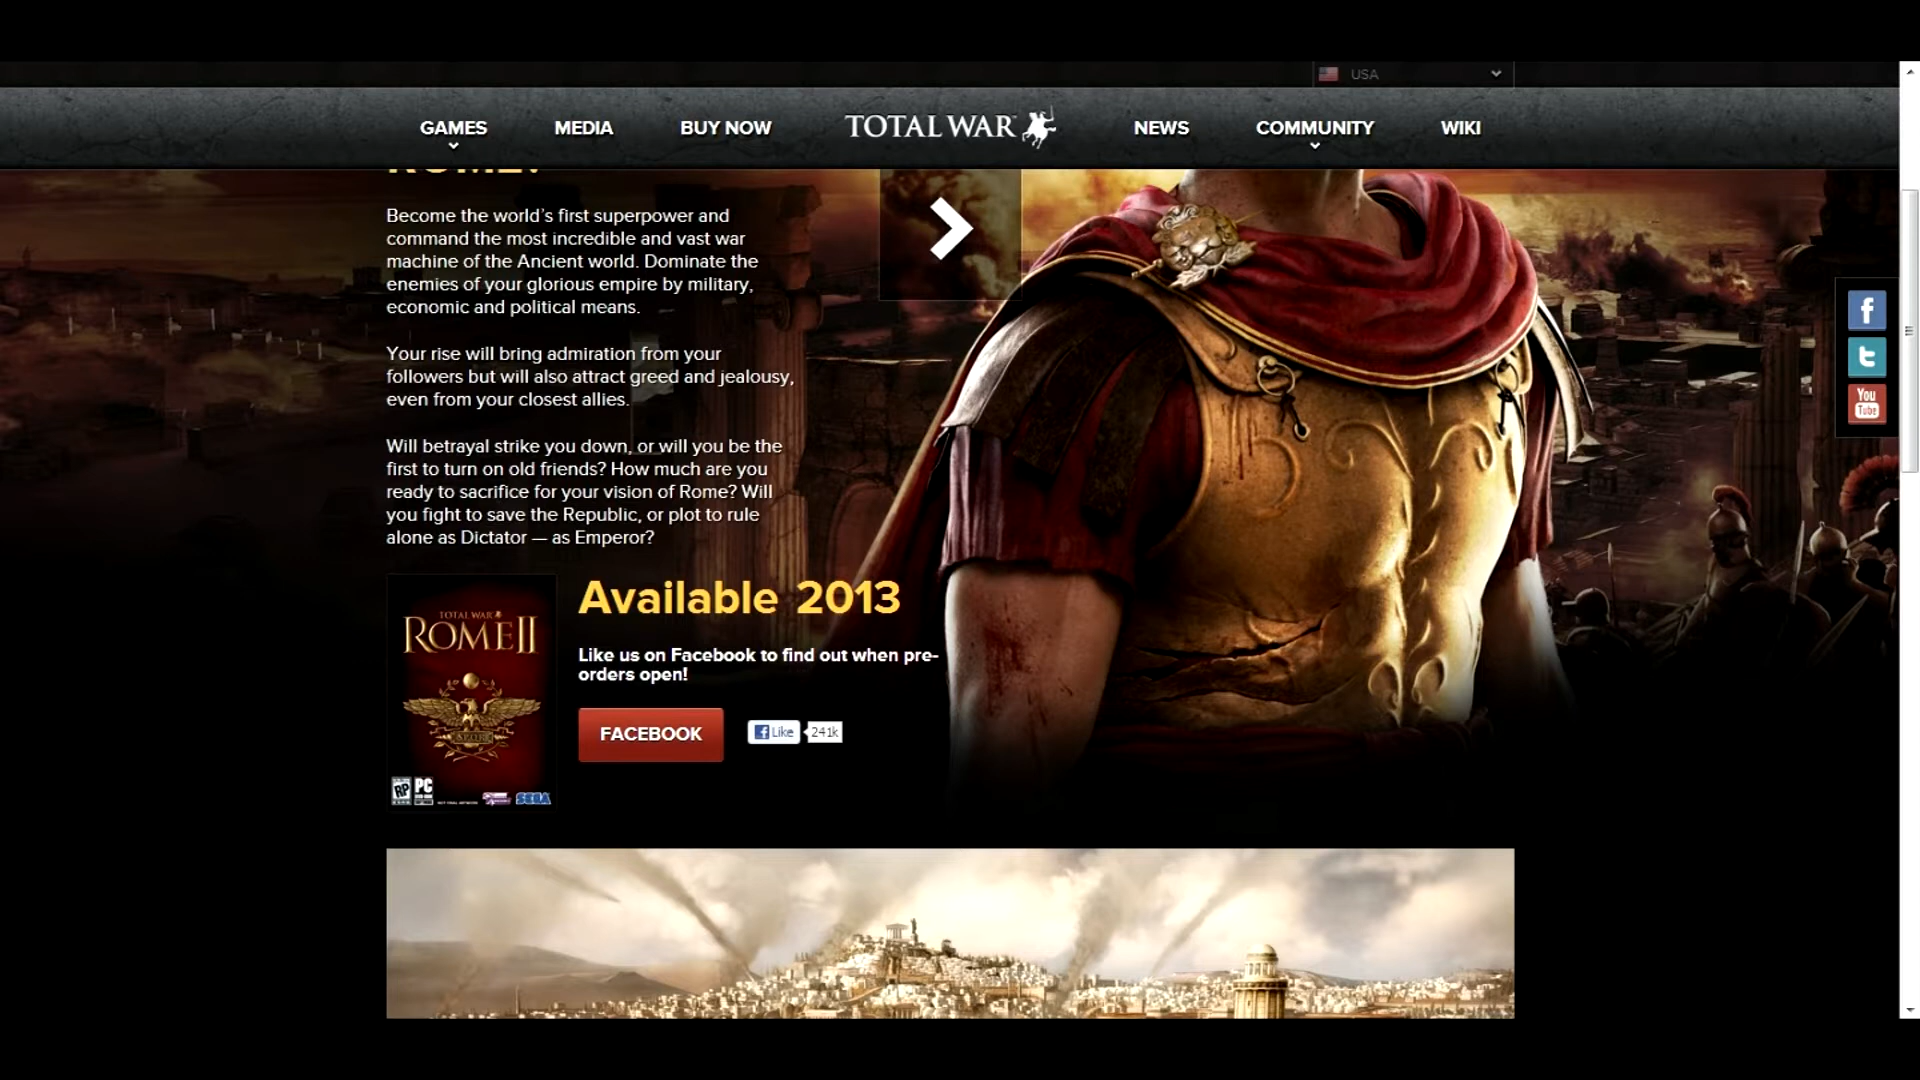 USA
GAMES
MEDIA
BUY NOW
TOTAL WAR
NEWS
COMMUNITY
WIKI
Become the world's first superpower and
command the most incredible and vast war
machine of the Ancient world. Dominate the
enemies of your glorious empire by military,
economic and political means.
Your rise will bring admiration from your
followers but will also attract greed and jealousy,
even from your closest allies.
Will betrayal strike you down, or will you be the
first to turn on old friends? How much are you
ready to sacrifice for your vision of Rome? Will
you fight to save the Republic, or plot to rule
alone as Dictator — as Emperor?
Available 2013
Like us on Facebook to find out when pre-
orders open!
FACEBOOK
Like
241k
TOTAL WAR
ROME II
RP
PC
SEGA
You
Tube